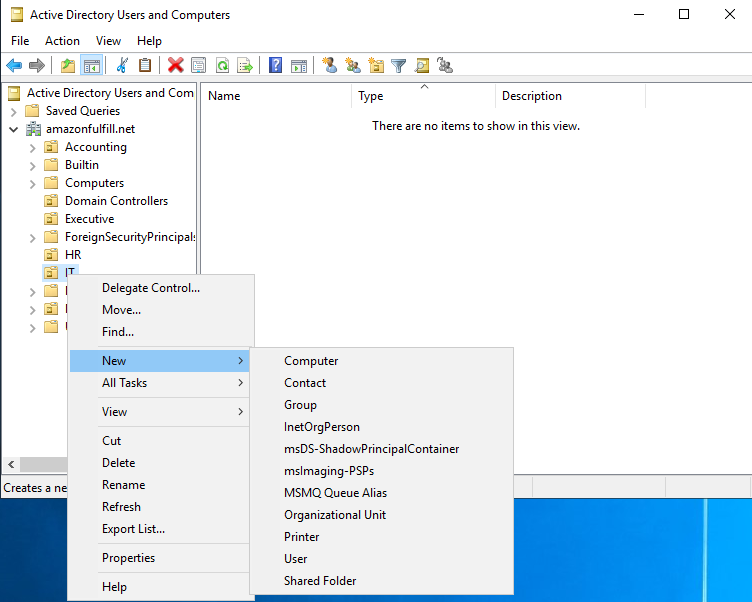 Active Directory Users and Computers
File Action View Help
Active Directory Users and Com
Name Type Description
Saved Queries
There are no items to show in this view.
amazonfulfill.net
Accounting
Builtin
Computers
Domain Controllers
Executive
ForeignSecurityPrincipals
HR
IT
Delegate Control...
Move...
Find...
New
All Tasks
View
Cut
Delete
Rename
Refresh
Export List...
Properties
Help
Computer
Contact
Group
InetOrgPerson
msDS-ShadowPrincipalContainer
msImaging-PSPs
MSMQ Queue Alias
Organizational Unit
Printer
User
Shared Folder
Creates a ne